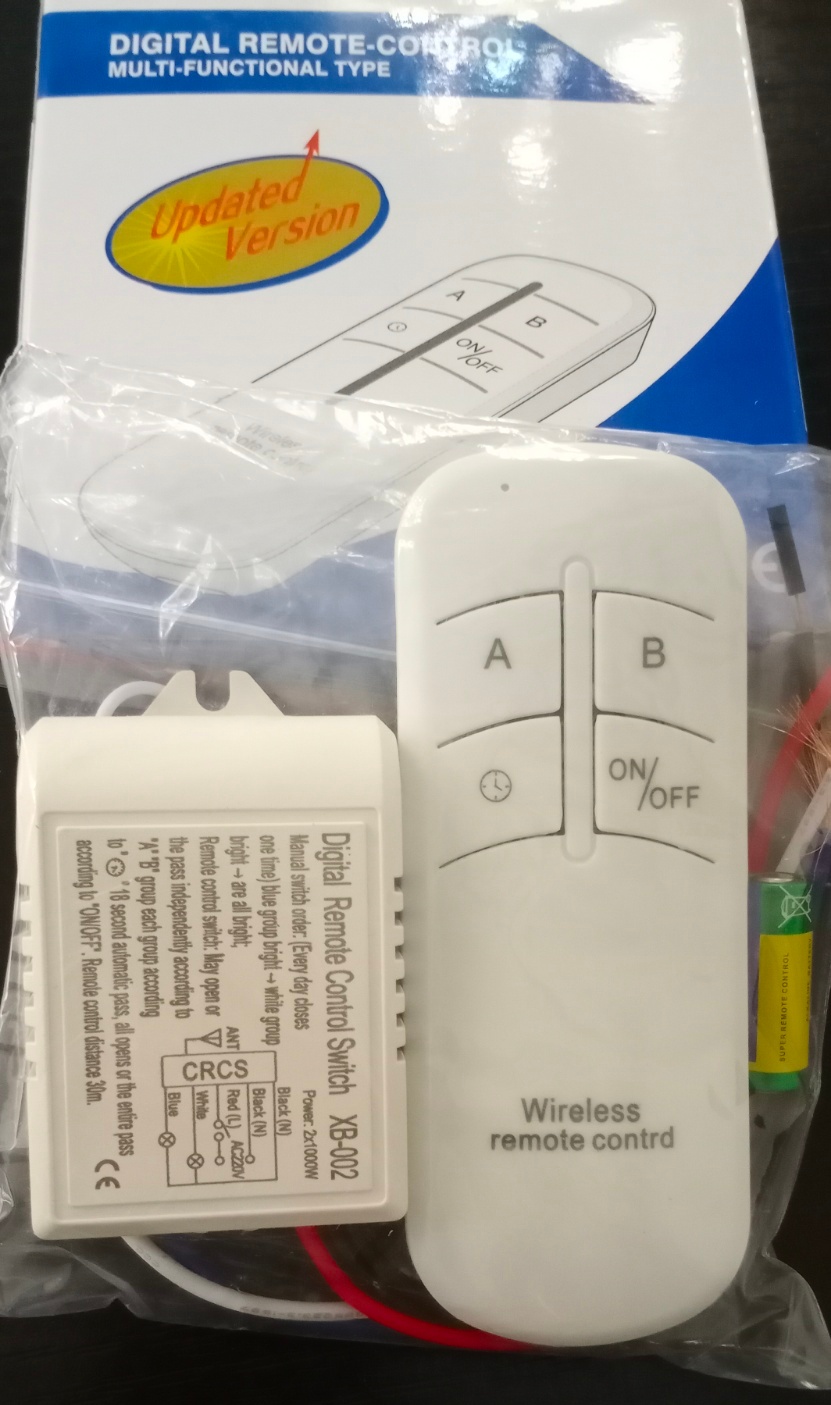 DIGITAL REMOTE-CONTROL
MULTI-FUNCTIONAL TYPE
Updated
Version
A
B
ON/OFF
Wireless
A
B
ON/OFF
Wireless
remote contrd
SUPER REMOTE CONTROL
Digital Remote Control Switch XB-002
Manual switch order: (Every day closes
one time) blue group bright → while group
bright → are all bright;
Remote control switch: May open or
the pass independently according to
"A" "B" group each group according
to " " 18 second automatic pass, all opens or the entire pass
according to "ON/OFF". Remote control distance 30m.
Power: 2x1000W
ANT
CRCS
Black (N)
Black (N)
Red (L) AC220V
White
Blue
CE